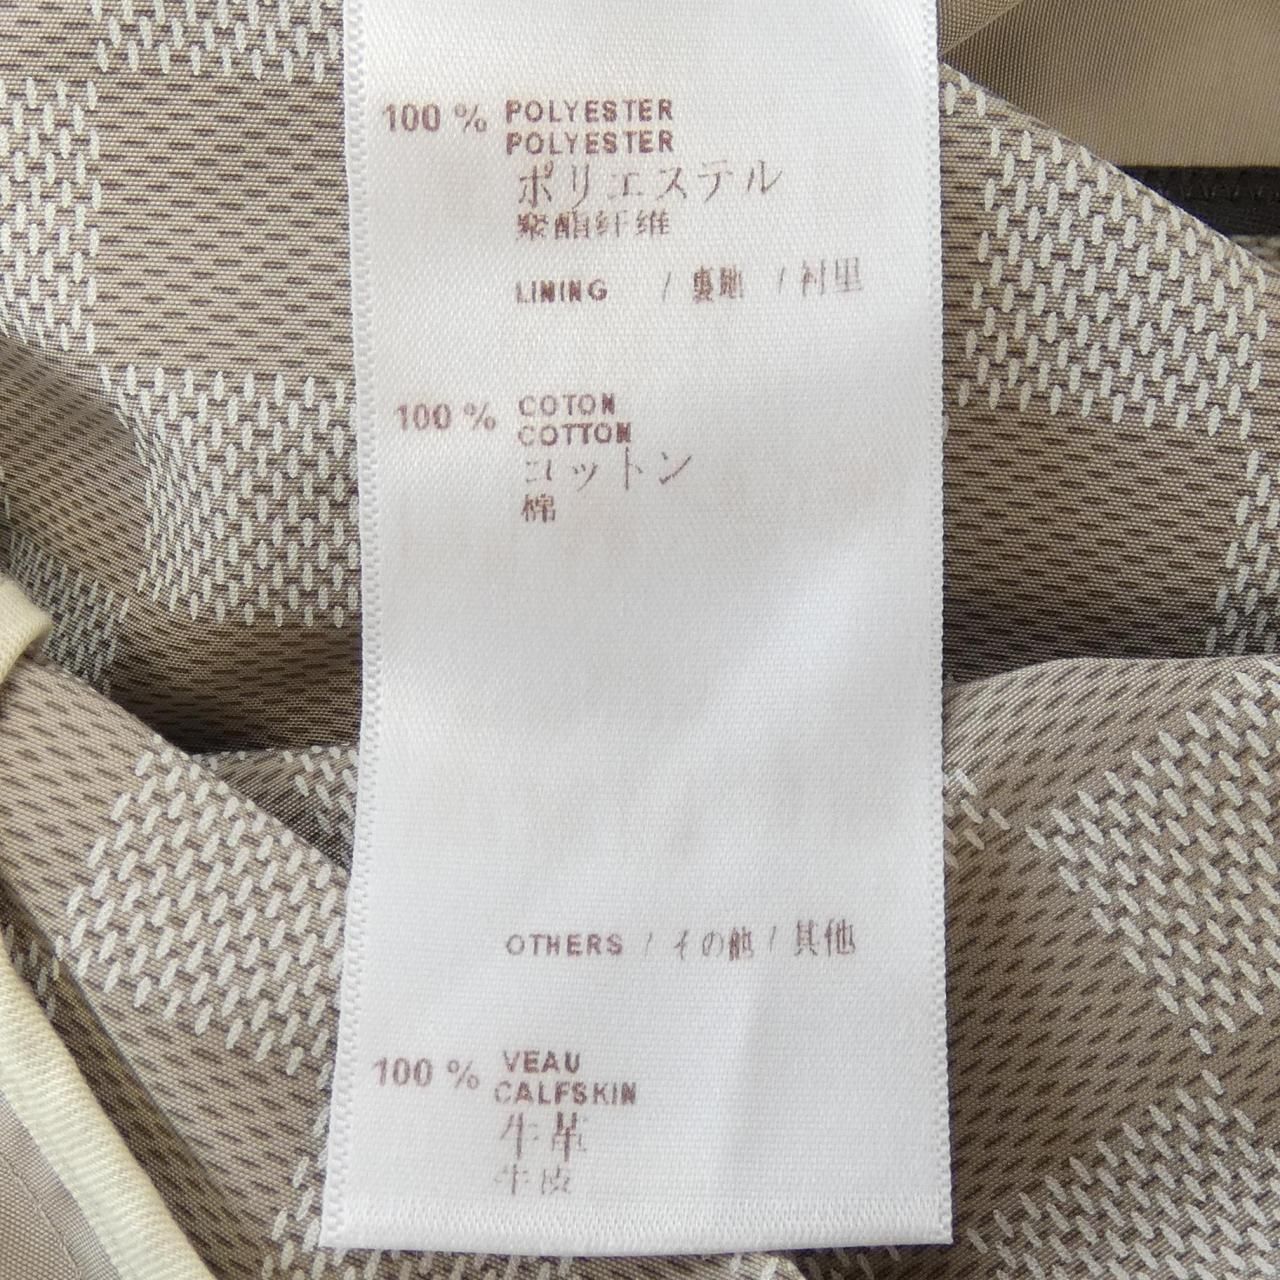 100 % POLYESTER
POLYESTER
ポリエステル
聚酯纤维
LINING / 裏地 / 衬里
100 % COTON
COTTON
コットン
棉
OTHERS / その他 / 其他
100 % VEAU
CALFSKIN
牛革
牛皮